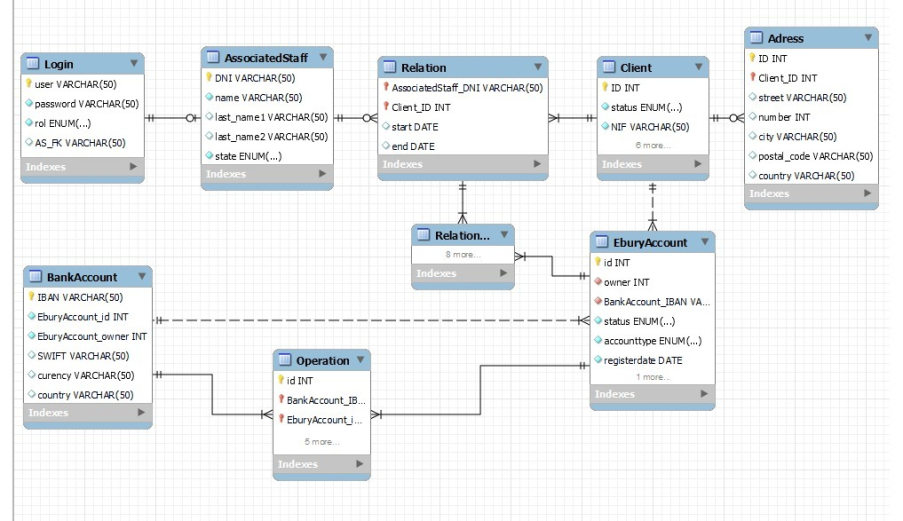 Login
user VARCHAR(50)
password VARCHAR(50)
rol ENUM(...)
AS_FK VARCHAR(50)
Indexes
AssociatedStaff
DNI VARCHAR(50)
name VARCHAR(50)
last_name1 VARCHAR(50)
last_name2 VARCHAR(50)
state ENUM(...)
Indexes
Relation
AssociatedStaff_DNI VARCHAR(50)
Client_ID INT
start DATE
end DATE
Indexes
Client
ID INT
status ENUM(...)
NIF VARCHAR(50)
6 more...
Indexes
Adress
ID INT
Client_ID INT
street VARCHAR(50)
number INT
city VARCHAR(50)
postal_code VARCHAR(50)
country VARCHAR(50)
Indexes
Relation...
8 more...
Indexes
EburyAccount
id INT
owner INT
BankAccount_IBAN VA...
status ENUM(...)
accounttype ENUM(...)
registerdate DATE
1 more...
Indexes
BankAccount
IBAN VARCHAR(50)
EburyAccount_id INT
EburyAccount_owner INT
SWIFT VARCHAR(50)
curency VARCHAR(50)
country VARCHAR(50)
Indexes
Operation
id INT
BankAccount_IB...
EburyAccount_i...
5 more...
Indexes